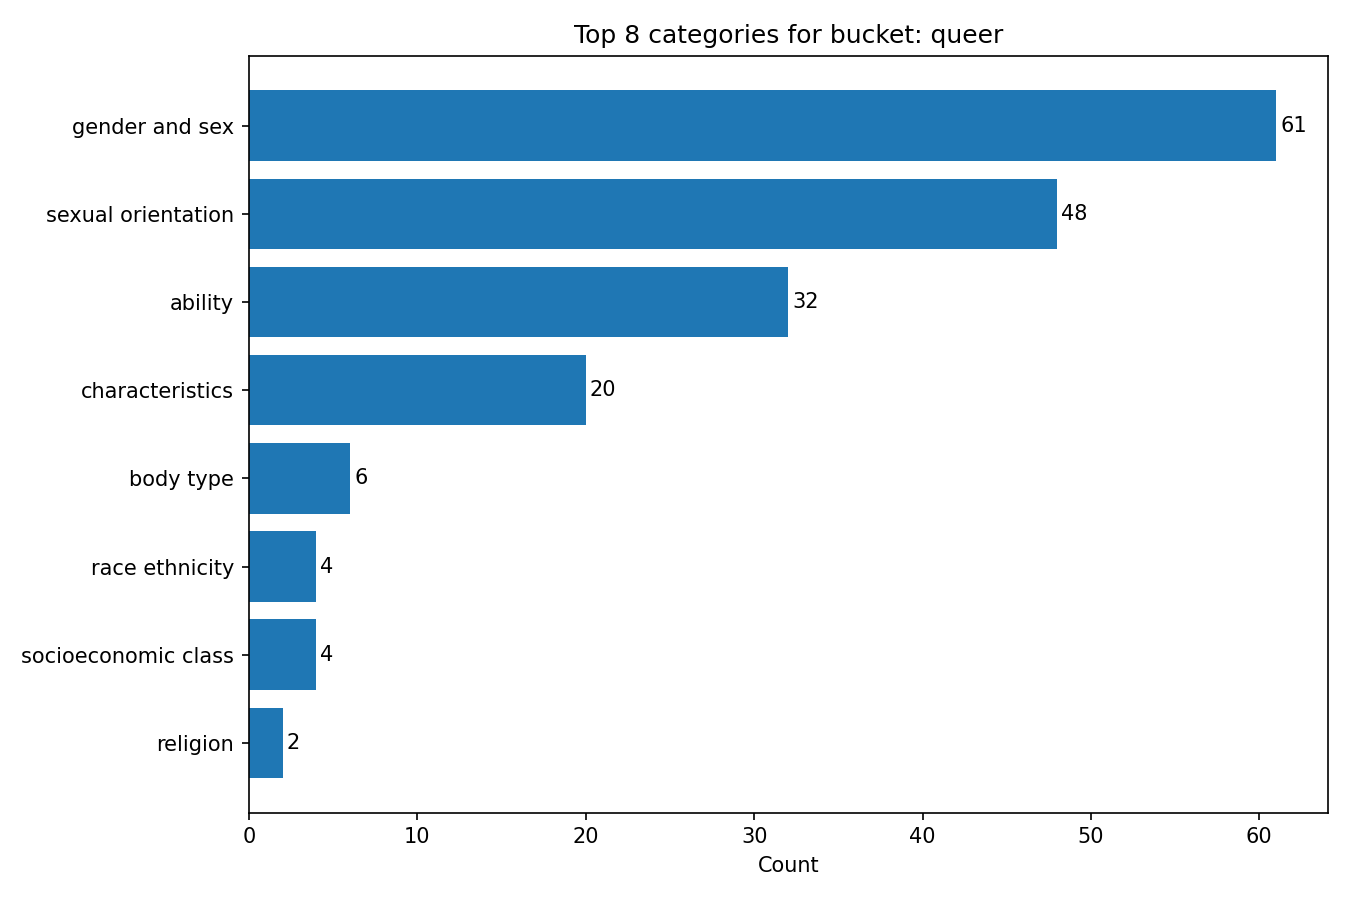 Top 8 categories for bucket: queer
gender and sex
61
sexual orientation
48
ability
32
characteristics
20
body type
6
race ethnicity
4
socioeconomic class
4
religion
2
0 10 20 30 40 50 60
Count